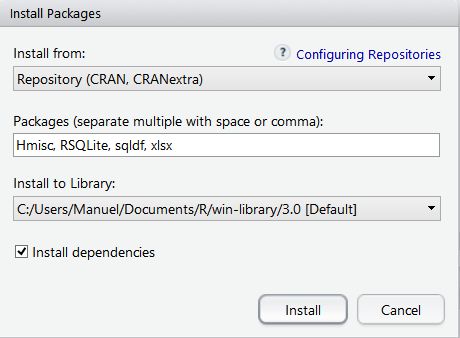 Install Packages
Install from:
? Configuring Repositories
Repository (CRAN, CRANextra)
Packages (separate multiple with space or comma):
Hmisc, RSQLite, sqldf, xlsx
Install to Library:
C:/Users/Manuel/Documents/R/win-library/3.0 [Default]
Install dependencies
Install
Cancel